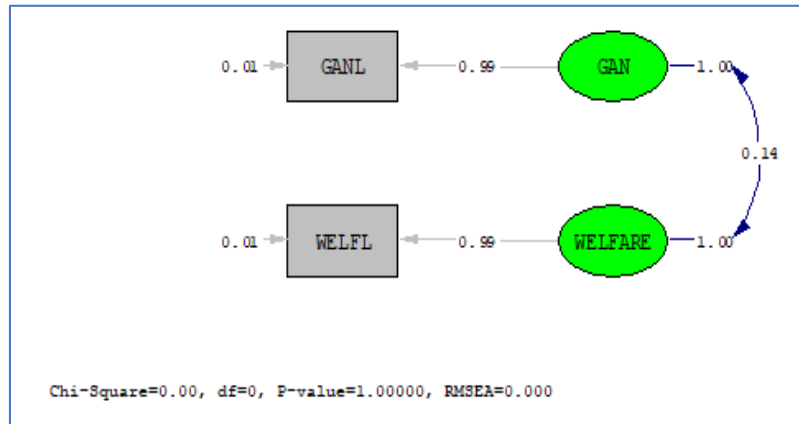 0.01 GANL 0.99 GAN 1.00
0.14
0.01 WELFL 0.99 WELFARE 1.00
Chi-Square=0.00, df=0, P-value=1.00000, RMSEA=0.000